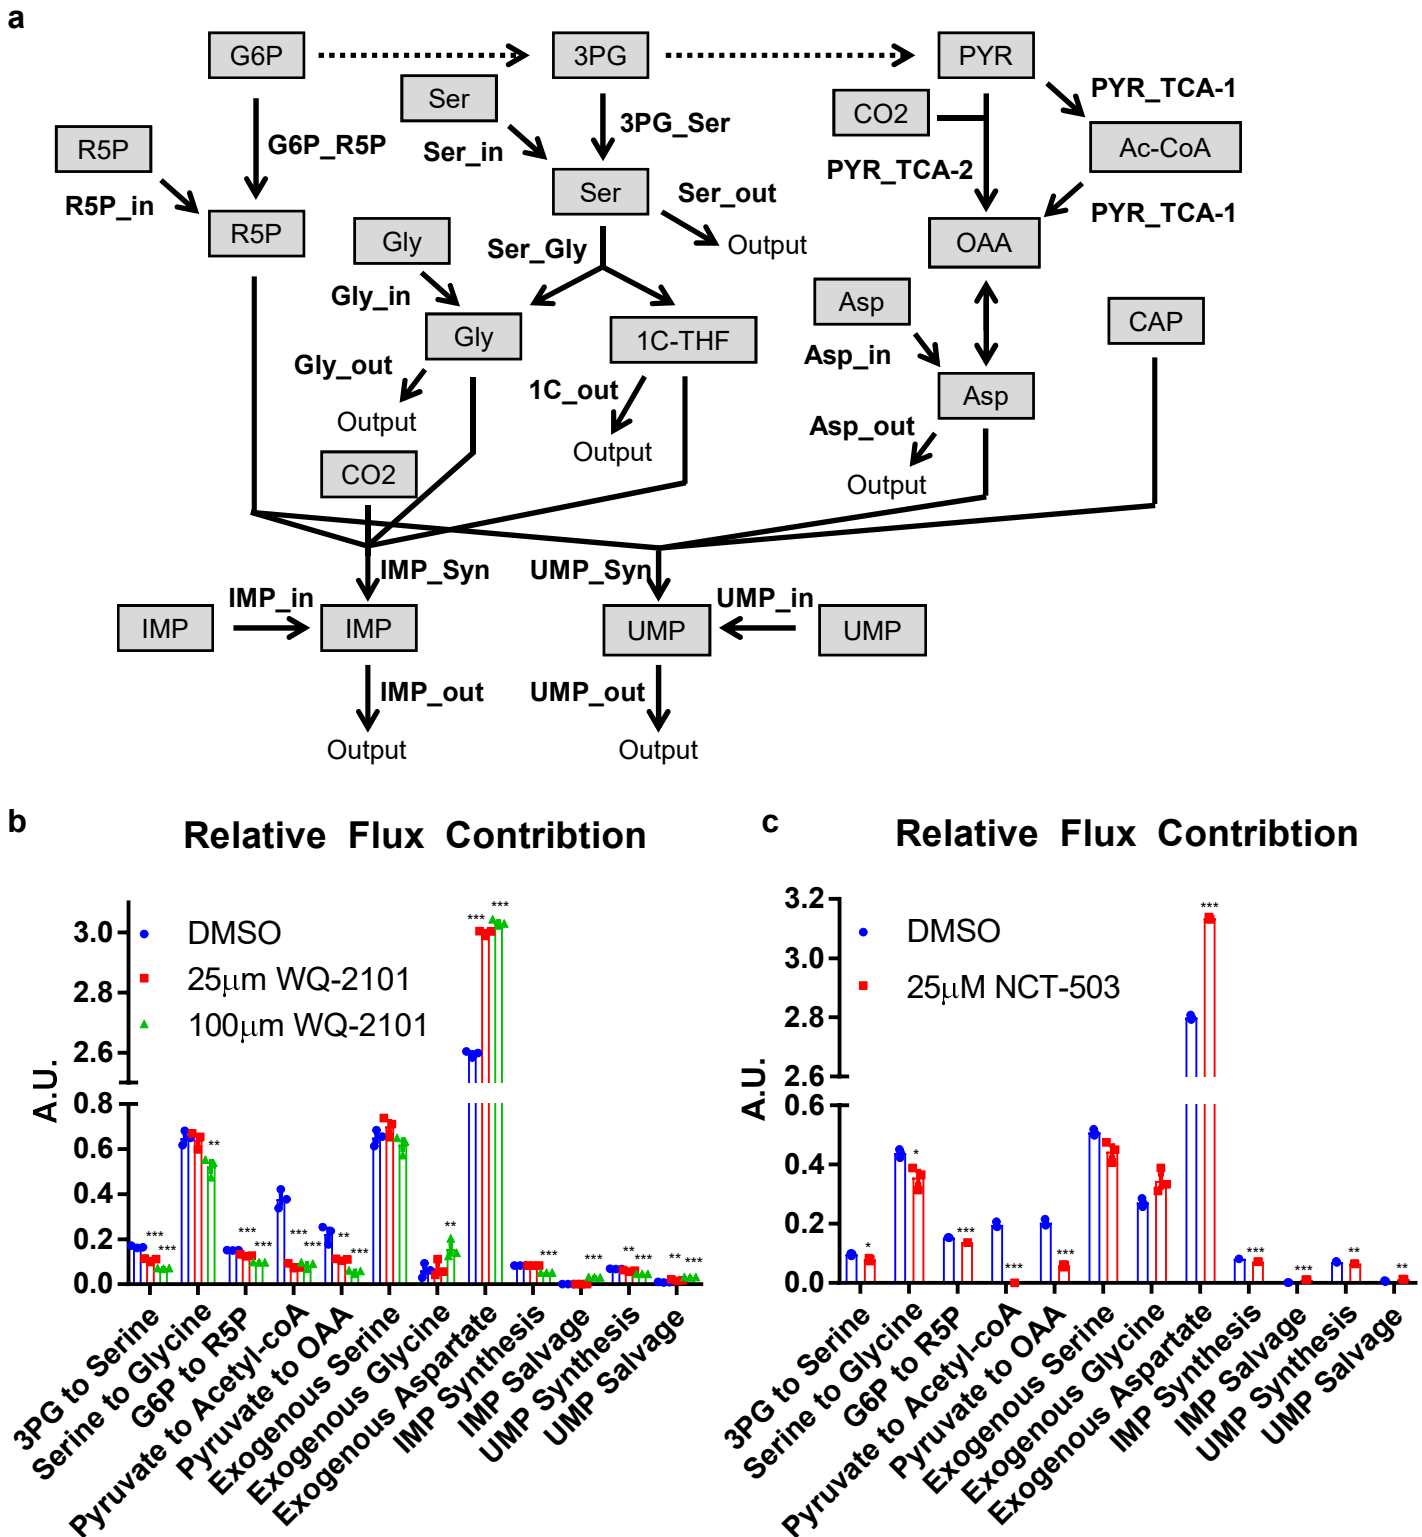 a
G6P
3PG
PYR
Ser
CO2
PYR_TCA-1
R5P
G6P_R5P
3PG_Ser
Ser_in
Ac-CoA
PYR_TCA-2
R5P_in
Ser
Ser_out
PYR_TCA-1
R5P
Gly
Ser_Gly
Output
OAA
Gly_in
Asp
CAP
Gly
1C-THF
Asp_in
Gly_out
1C_out
Asp
Output
Output
Asp_out
CO2
Output
IMP_Syn
UMP_Syn
IMP_in
UMP_in
IMP
IMP
UMP
UMP
IMP_out
UMP_out
Output
Output
b
Relative Flux Contribtion
A.U.
3.0
2.8
2.6
0.8
0.6
0.4
0.2
0.0
DMSO
25μm WQ-2101
100μm WQ-2101
***
***
**
***
***
***
***
***
***
**
***
**
***
***
**
***
**
***
3PG to Serine
Serine to Glycine
G6P to R5P
Pyruvate to Acetyl-coA
Pyruvate to OAA
Exogenous Serine
Exogenous Glycine
Exogenous Aspartate
IMP Synthesis
IMP Salvage
UMP Synthesis
UMP Salvage
c
Relative Flux Contribtion
A.U.
3.2
3.0
2.8
2.6
0.6
0.4
0.2
0.0
DMSO
25μM NCT-503
***
*
*
***
***
***
***
***
**
**
3PG to Serine
Serine to Glycine
G6P to R5P
Pyruvate to Acetyl-coA
Pyruvate to OAA
Exogenous Serine
Exogenous Glycine
Exogenous Aspartate
IMP Synthesis
IMP Salvage
UMP Synthesis
UMP Salvage